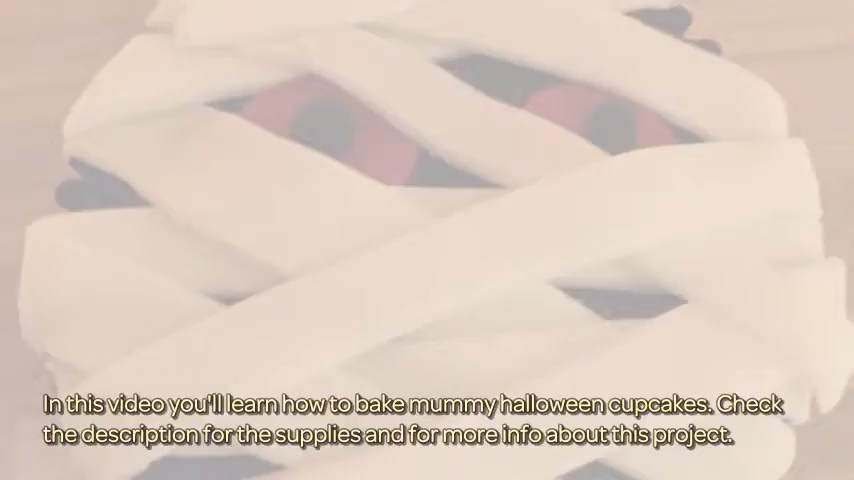 In this video you'll learn how to bake mummy halloween cupcakes. Check
the description for the supplies and for more info about this project.